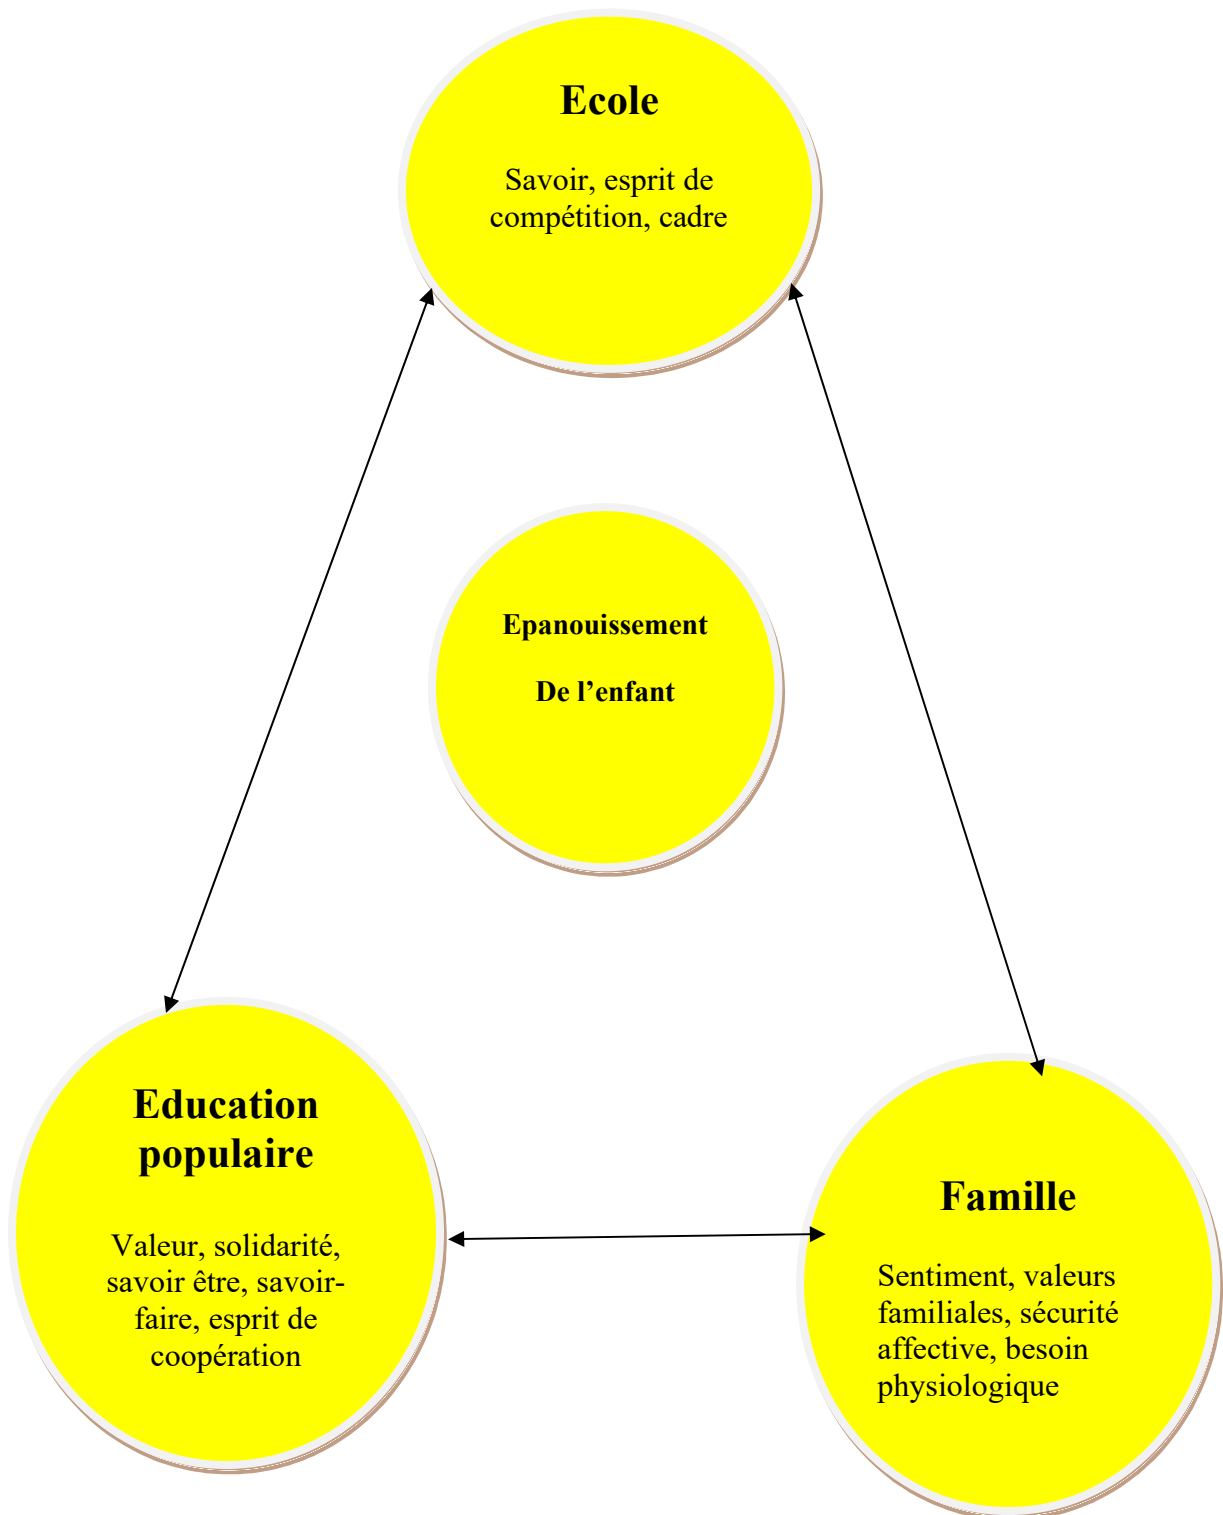 Ecole
Savoir, esprit de
compétition, cadre
Epanouissement
De l’enfant
Education
populaire
Valeur, solidarité,
savoir être, savoir-
faire, esprit de
coopération
Famille
Sentiment, valeurs
familiales, sécurité
affective, besoin
physiologique